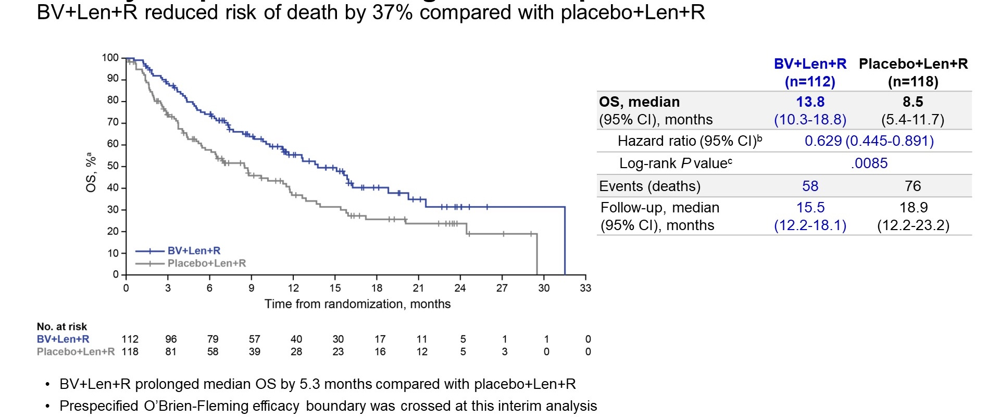 BV+Len+R reduced risk of death by 37% compared with placebo+Len+R
100
90
80
70
60
50
40
30
20
10
0
OS, %a
BV+Len+R
Placebo+Len+R
0 3 6 9 12 15 18 21 24 27 30 33
Time from randomization, months
No. at risk
BV+Len+R 112 96 79 57 40 30 17 11 5 1 1 0
Placebo+Len+R 118 81 58 39 28 23 16 12 5 3 0 0
BV+Len+R Placebo+Len+R
(n=112) (n=118)
OS, median 13.8 8.5
(95% CI), months (10.3-18.8) (5.4-11.7)
Hazard ratio (95% CI)b 0.629 (0.445-0.891)
Log-rank P valuec .0085
Events (deaths) 58 76
Follow-up, median 15.5 18.9
(95% CI), months (12.2-18.1) (12.2-23.2)
• BV+Len+R prolonged median OS by 5.3 months compared with placebo+Len+R
• Prespecified O’Brien-Fleming efficacy boundary was crossed at this interim analysis